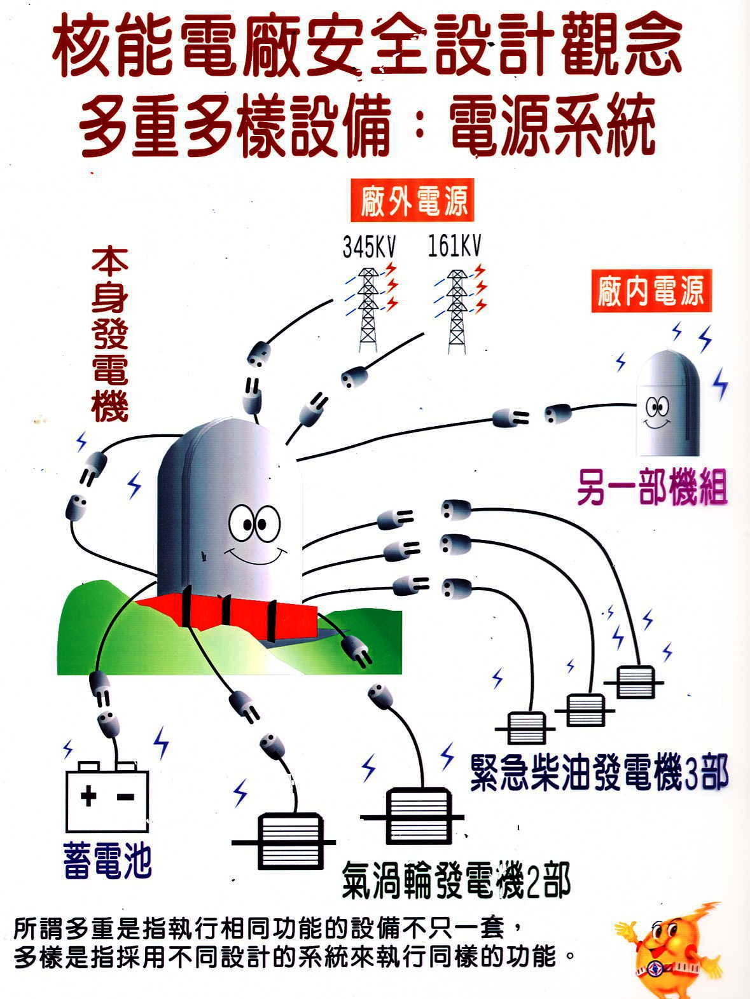 核能電廠安全設計觀念
多重多樣設備：電源系統
廠外電源
345KV
161KV
本身發電機
廠內電源
另一部機組
緊急柴油發電機3部
蓄電池
氣渦輪發電機2部
所謂多重是指執行相同功能的設備不只一套，
多樣是指採用不同設計的系統來執行同樣的功能。